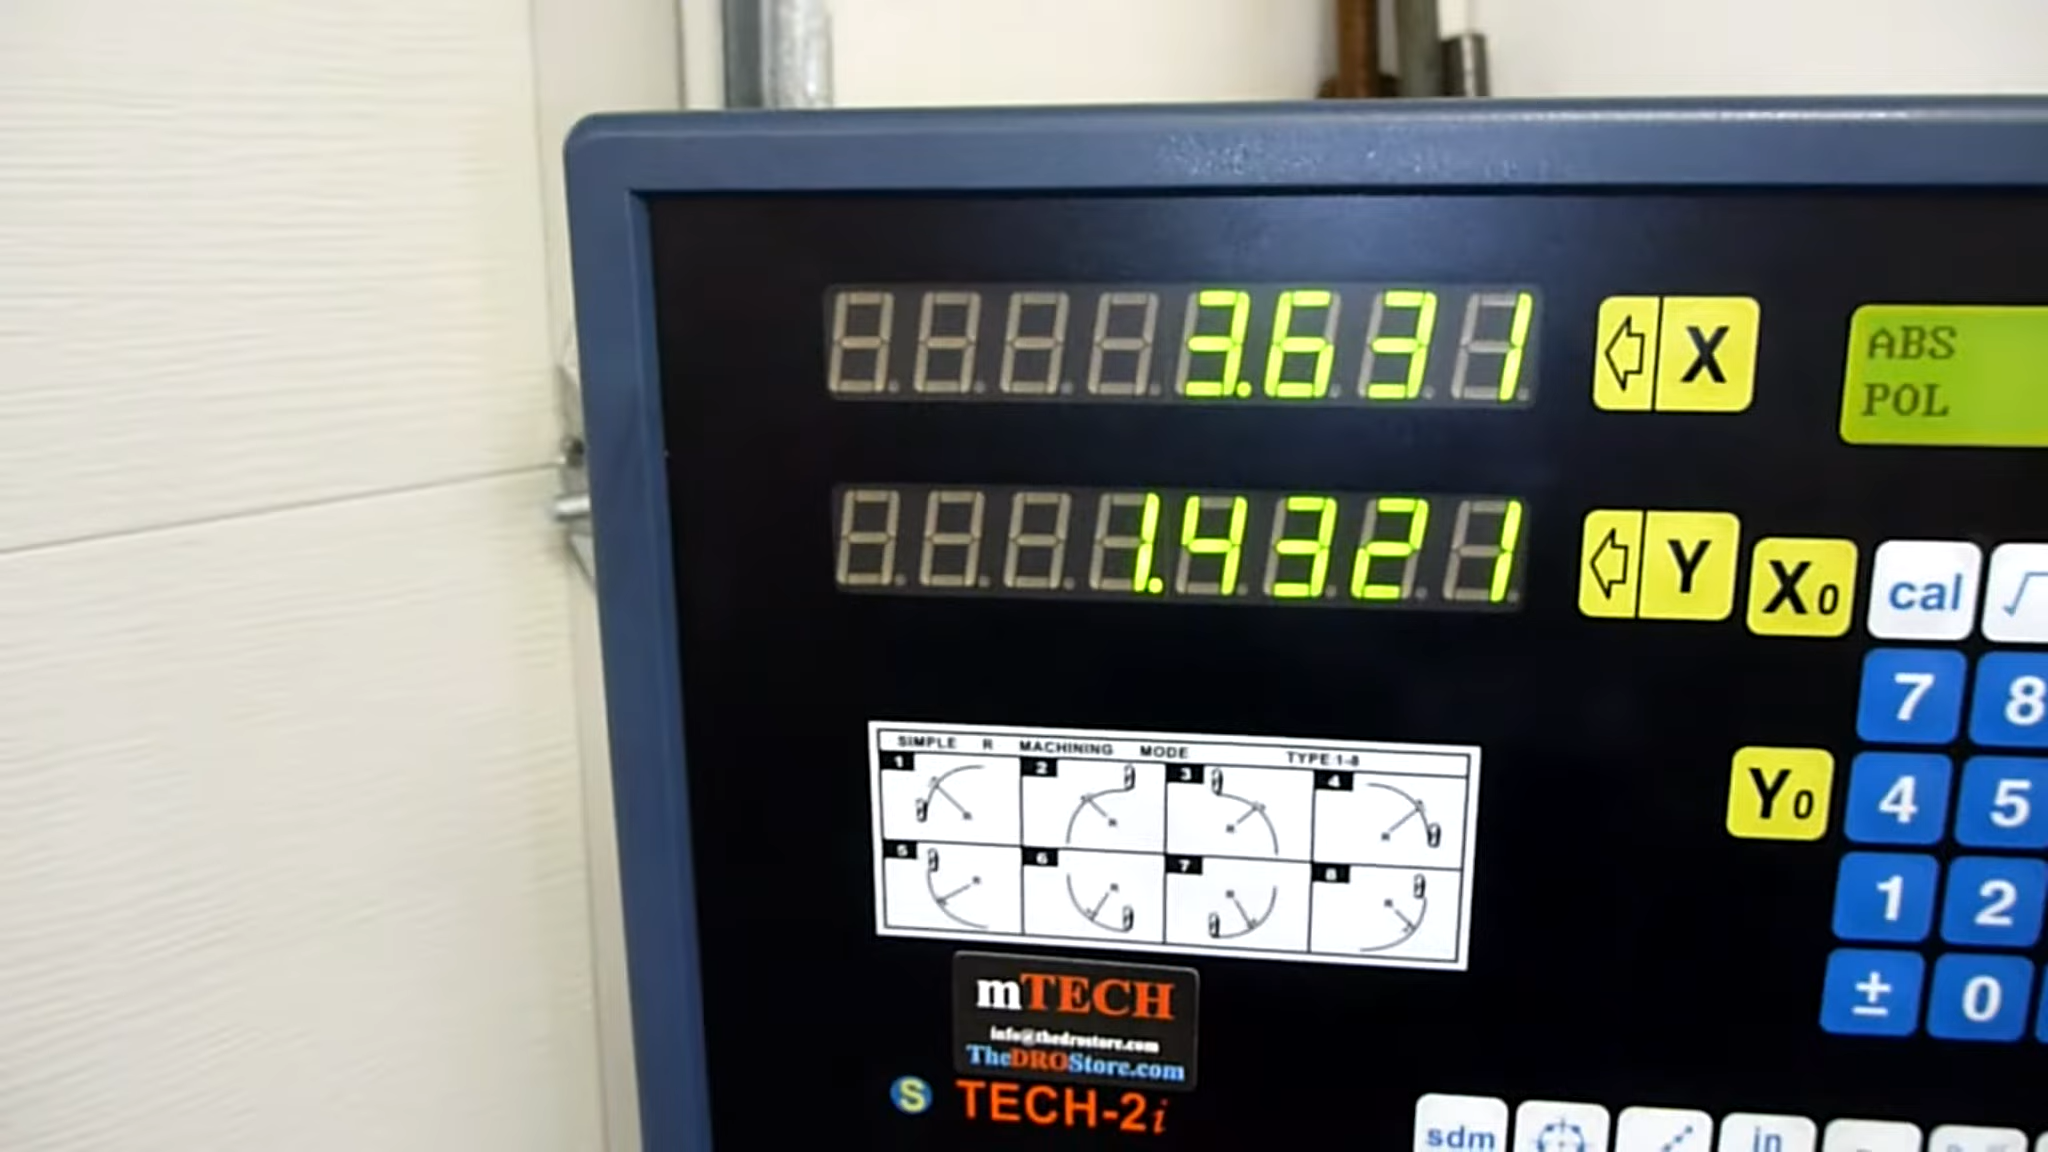 3.631
X
ABS
POL
1.4321
Y
X0
cal
7
8
SIMPLE R MACHINING MODE TYPE 1-8
1
2
3
4
5
6
7
8
Y0
4
5
1
2
±
0
mTECH
info@thedrostore.com
TheDROStore.com
S TECH-2i
sdm
in